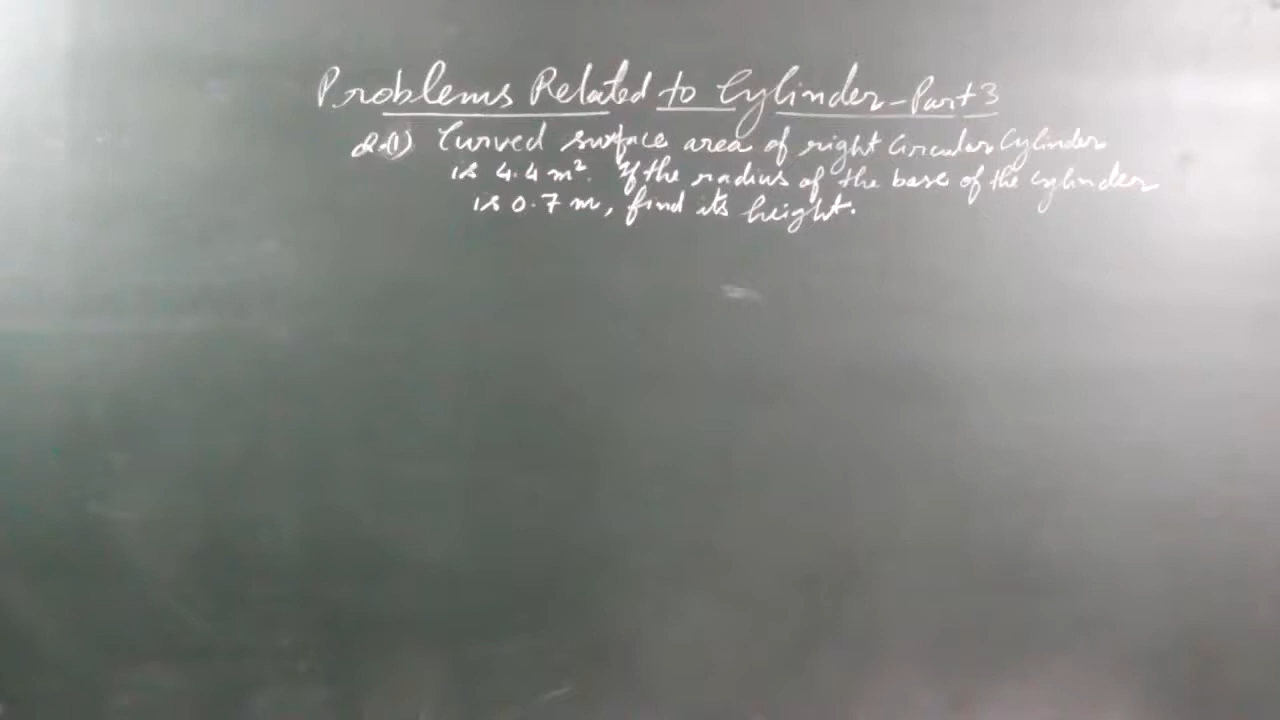 Problems Related to Cylinder - Part 3
Q.(1) Curved surface area of right Circular Cylinder
is 4.4 m². If the radius of the base of the cylinder
is 0.7 m, find its height.